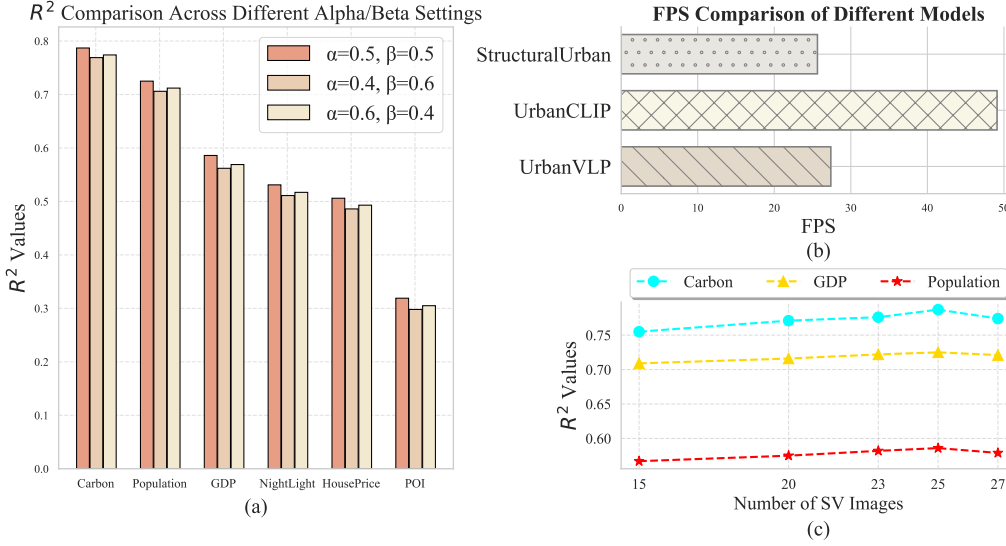 R² Comparison Across Different Alpha/Beta Settings
R² Values
0.8
0.7
0.6
0.5
0.4
0.3
0.2
0.1
0.0
α=0.5, β=0.5
α=0.4, β=0.6
α=0.6, β=0.4
Carbon Population GDP NightLight HousePrice POI
(a)
FPS Comparison of Different Models
StructuralUrban
UrbanCLIP
UrbanVLP
0 10 20 30 40 50
FPS
(b)
Carbon GDP Population
R² Values
0.75
0.70
0.65
0.60
15 20 23 25 27
Number of SV Images
(c)